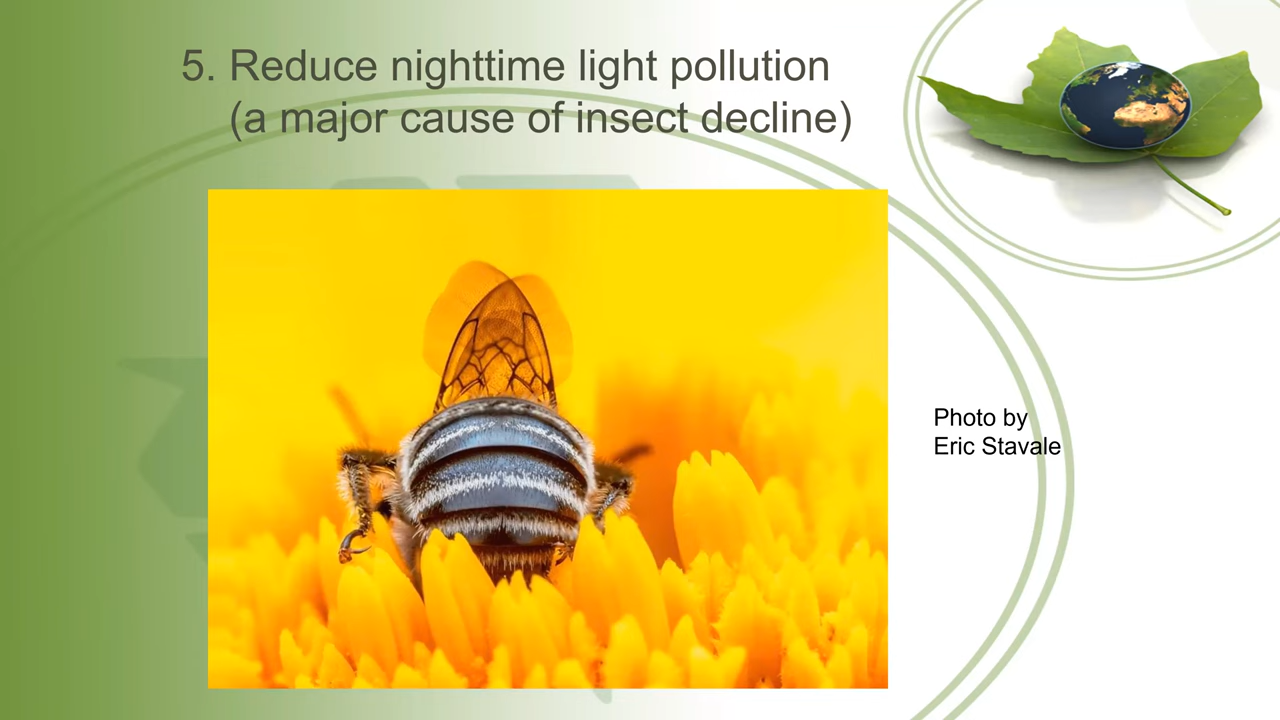 5. Reduce nighttime light pollution
(a major cause of insect decline)
Photo by
Eric Stavale